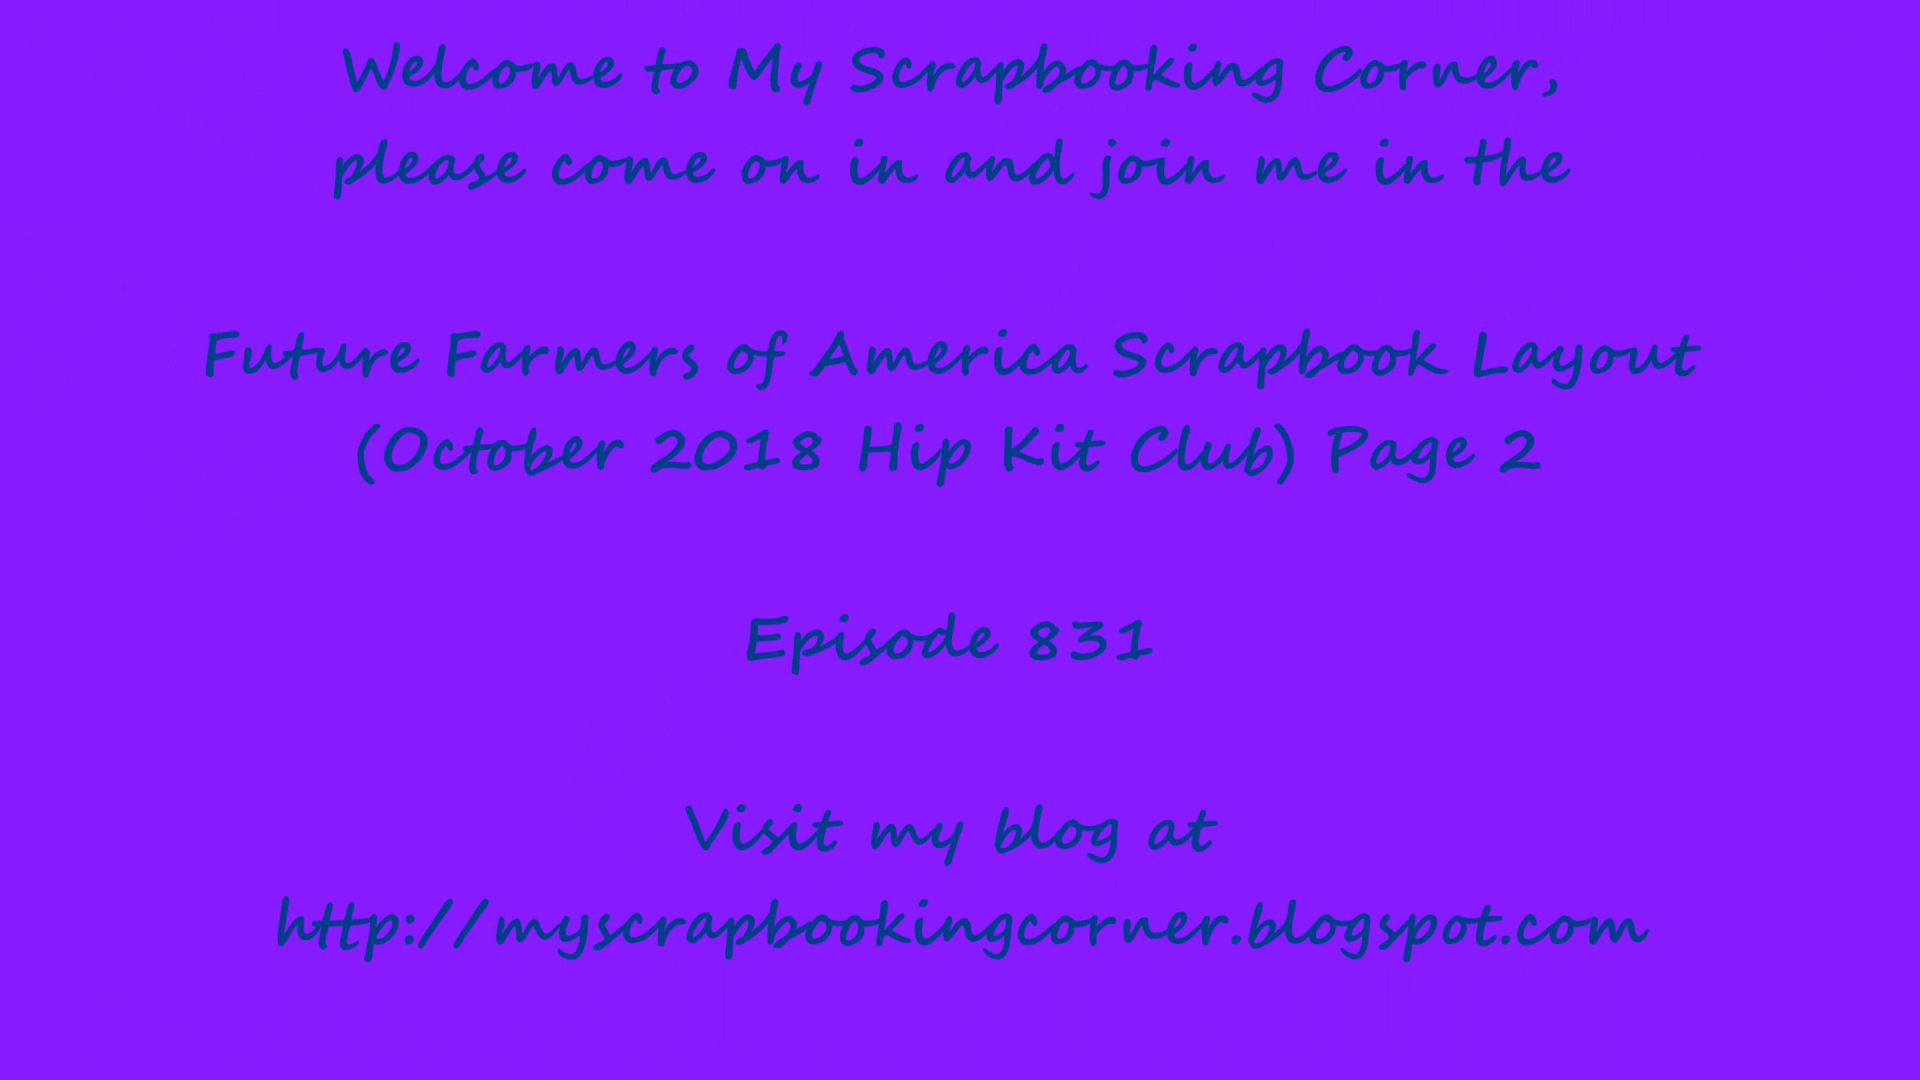 Welcome to My Scrapbooking Corner,
please come on in and join me in the
Future Farmers of America Scrapbook Layout
(October 2018 Hip Kit Club) Page 2
Episode 831
Visit my blog at
http://myscrapbookingcorner.blogspot.com